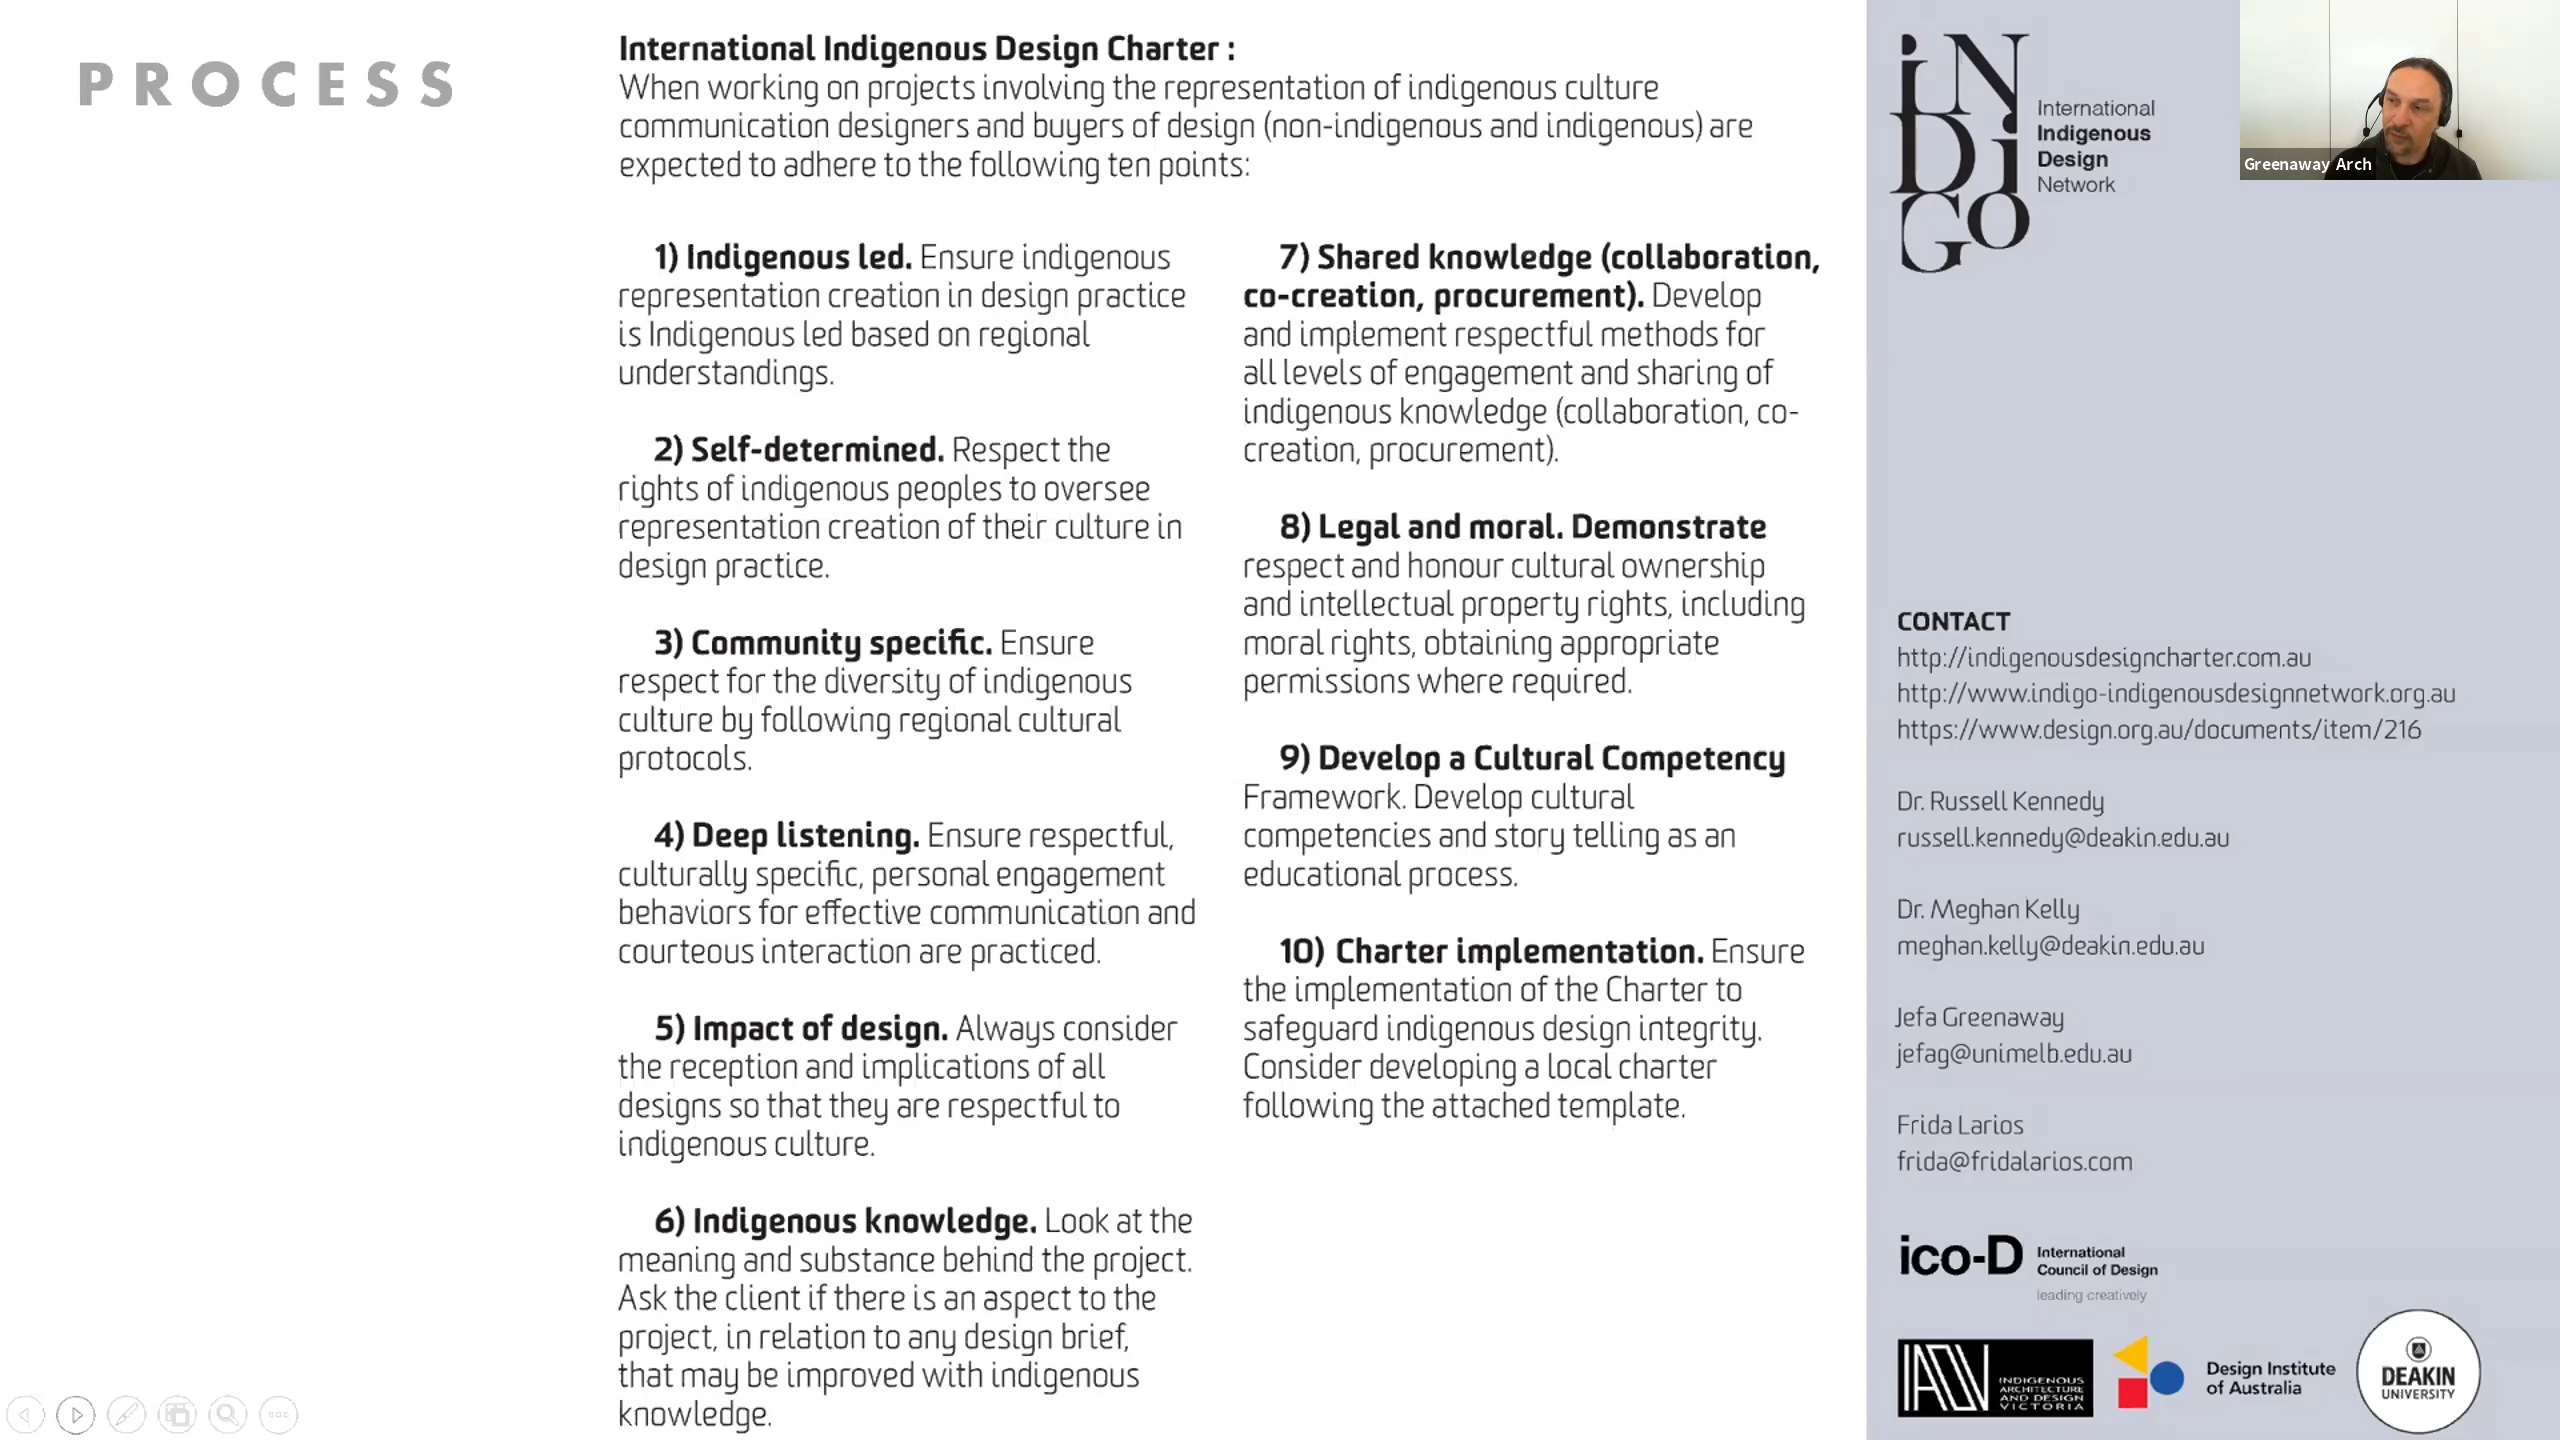 PROCESS
International Indigenous Design Charter :
When working on projects involving the representation of indigenous culture
communication designers and buyers of design (non-indigenous and indigenous) are
expected to adhere to the following ten points:
1) Indigenous led. Ensure indigenous
representation creation in design practice
is Indigenous led based on regional
understandings.
2) Self-determined. Respect the
rights of indigenous peoples to oversee
representation creation of their culture in
design practice.
3) Community specific. Ensure
respect for the diversity of indigenous
culture by following regional cultural
protocols.
4) Deep listening. Ensure respectful,
culturally specific, personal engagement
behaviors for effective communication and
courteous interaction are practiced.
5) Impact of design. Always consider
the reception and implications of all
designs so that they are respectful to
indigenous culture.
6) Indigenous knowledge. Look at the
meaning and substance behind the project.
Ask the client if there is an aspect to the
project, in relation to any design brief,
that may be improved with indigenous
knowledge.
7) Shared knowledge (collaboration,
co-creation, procurement). Develop
and implement respectful methods for
all levels of engagement and sharing of
indigenous knowledge (collaboration, co-
creation, procurement).
8) Legal and moral. Demonstrate
respect and honour cultural ownership
and intellectual property rights, including
moral rights, obtaining appropriate
permissions where required.
9) Develop a Cultural Competency
Framework. Develop cultural
competencies and story telling as an
educational process.
10) Charter implementation. Ensure
the implementation of the Charter to
safeguard indigenous design integrity.
Consider developing a local charter
following the attached template.
iN
Di
Go
International
Indigenous
Design
Network
Greenaway Arch
CONTACT
http://indigenousdesigncharter.com.au
http://www.indigo-indigenousdesignnetwork.org.au
https://www.design.org.au/documents/item/216
Dr. Russell Kennedy
russell.kennedy@deakin.edu.au
Dr. Meghan Kelly
meghan.kelly@deakin.edu.au
Jefa Greenaway
jefag@unimelb.edu.au
Frida Larios
frida@fridalarios.com
ico-D
International
Council of Design
leading creatively
IADV
INDIGENOUS
ARCHITECTURE
AND DESIGN
VICTORIA
Design Institute
of Australia
DEAKIN
UNIVERSITY